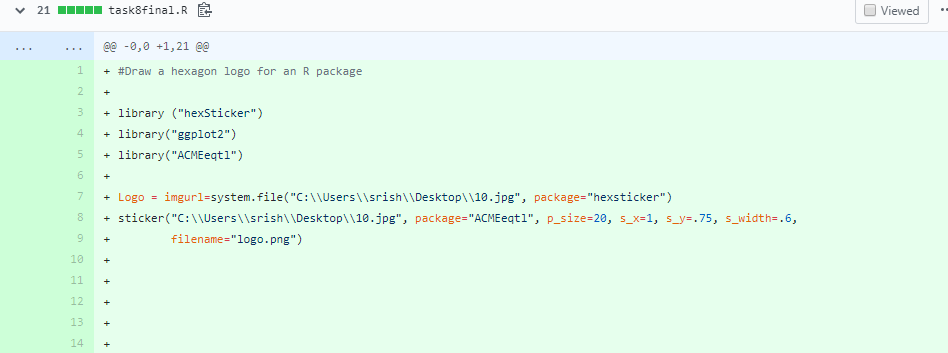 21 task8final.R Viewed ...
... ... @@ -0,0 +1,21 @@
1 + #Draw a hexagon logo for an R package
2 +
3 + library ("hexSticker")
4 + library("ggplot2")
5 + library("ACMEeqtl")
6 +
7 + Logo = imgurl=system.file("C:\\Users\\srish\\Desktop\\10.jpg", package="hexsticker")
8 + sticker("C:\\Users\\srish\\Desktop\\10.jpg", package="ACMEeqtl", p_size=20, s_x=1, s_y=.75, s_width=.6,
9 + filename="logo.png")
10 +
11 +
12 +
13 +
14 +